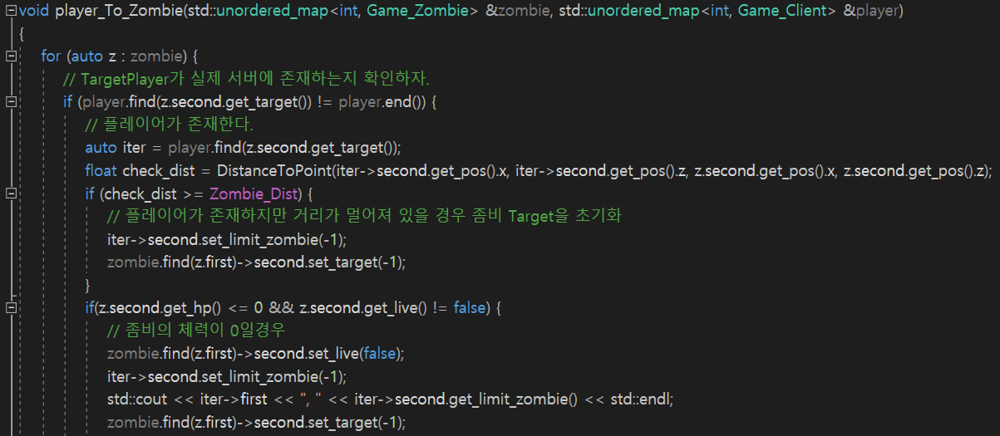 void player_To_Zombie(std::unordered_map<int, Game_Zombie> &zombie, std::unordered_map<int, Game_Client> &player)
{
for (auto z : zombie) {
// TargetPlayer가 실제 서버에 존재하는지 확인하자.
if (player.find(z.second.get_target()) != player.end()) {
// 플레이어가 존재한다.
auto iter = player.find(z.second.get_target());
float check_dist = DistanceToPoint(iter->second.get_pos().x, iter->second.get_pos().z, z.second.get_pos().x, z.second.get_pos().z);
if (check_dist >= Zombie_Dist) {
// 플레이어가 존재하지만 거리가 멀어져 있을 경우 좀비 Target을 초기화
iter->second.set_limit_zombie(-1);
zombie.find(z.first)->second.set_target(-1);
}
if(z.second.get_hp() <= 0 && z.second.get_live() != false) {
// 좀비의 체력이 0일경우
zombie.find(z.first)->second.set_live(false);
iter->second.set_limit_zombie(-1);
std::cout << iter->first << ", " << iter->second.get_limit_zombie() << std::endl;
zombie.find(z.first)->second.set_target(-1);